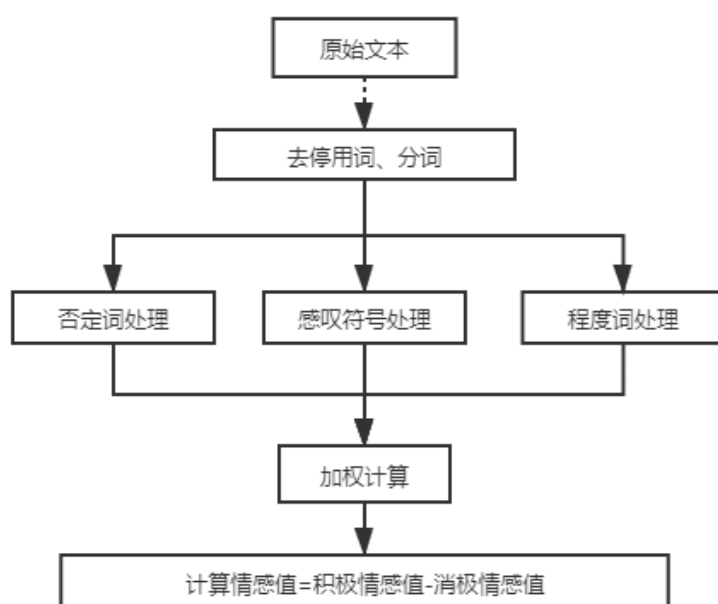 原始文本
去停用词、分词
否定词处理
感叹符号处理
程度词处理
加权计算
计算情感值=积极情感值-消极情感值